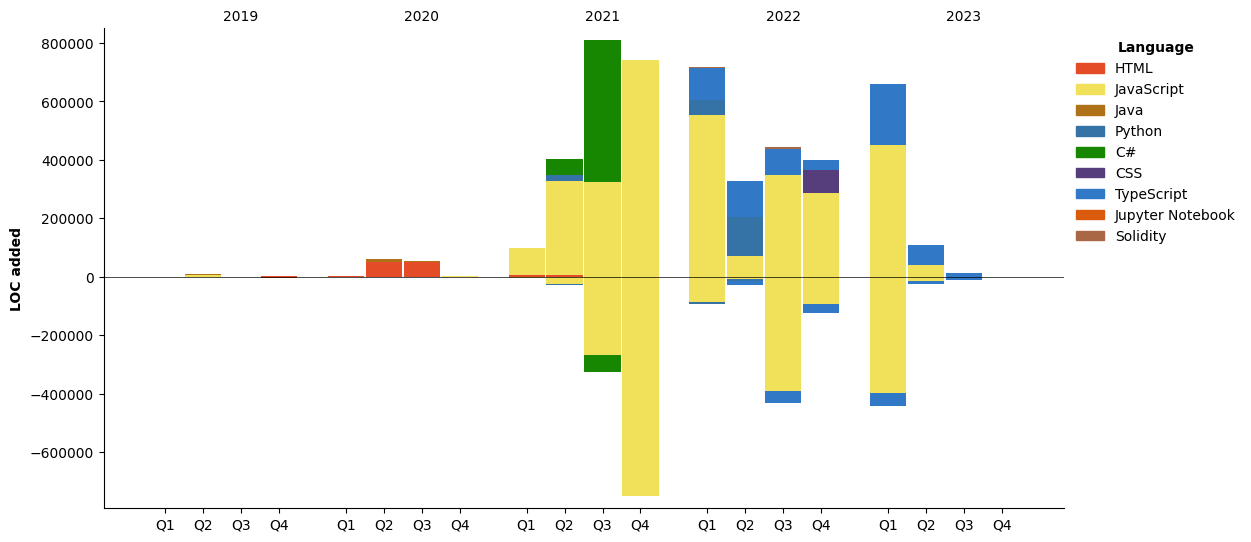 2019 2020 2021 2022 2023
Language
HTML
JavaScript
Java
Python
C#
CSS
TypeScript
Jupyter Notebook
Solidity
LOC added
800000
600000
400000
200000
0
−200000
−400000
−600000
Q1 Q2 Q3 Q4 Q1 Q2 Q3 Q4 Q1 Q2 Q3 Q4 Q1 Q2 Q3 Q4 Q1 Q2 Q3 Q4